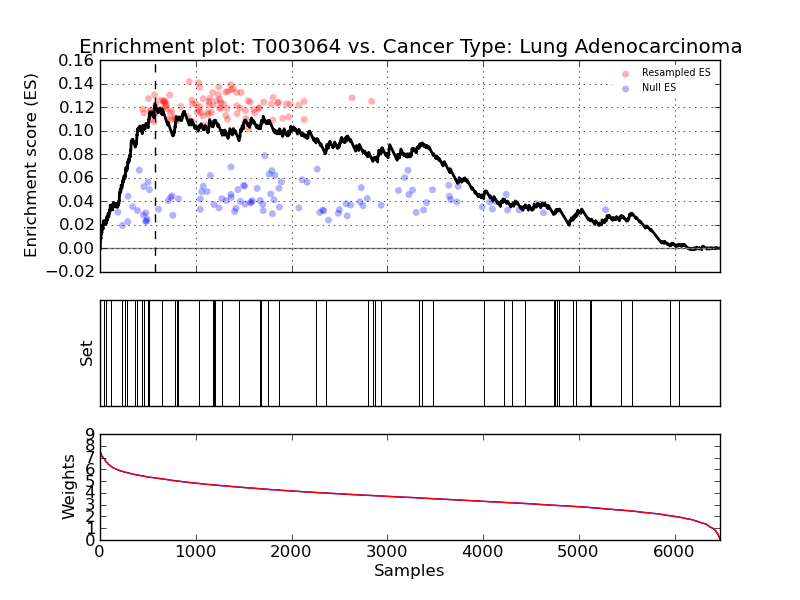 Enrichment plot: T003064 vs. Cancer Type: Lung Adenocarcinoma
Enrichment score (ES)
0.16
0.14
0.12
0.10
0.08
0.06
0.04
0.02
0.00
−0.02
Resampled ES
Null ES
Set
Weights
9
8
7
6
5
4
3
2
1
0
0 1000 2000 3000 4000 5000 6000
Samples